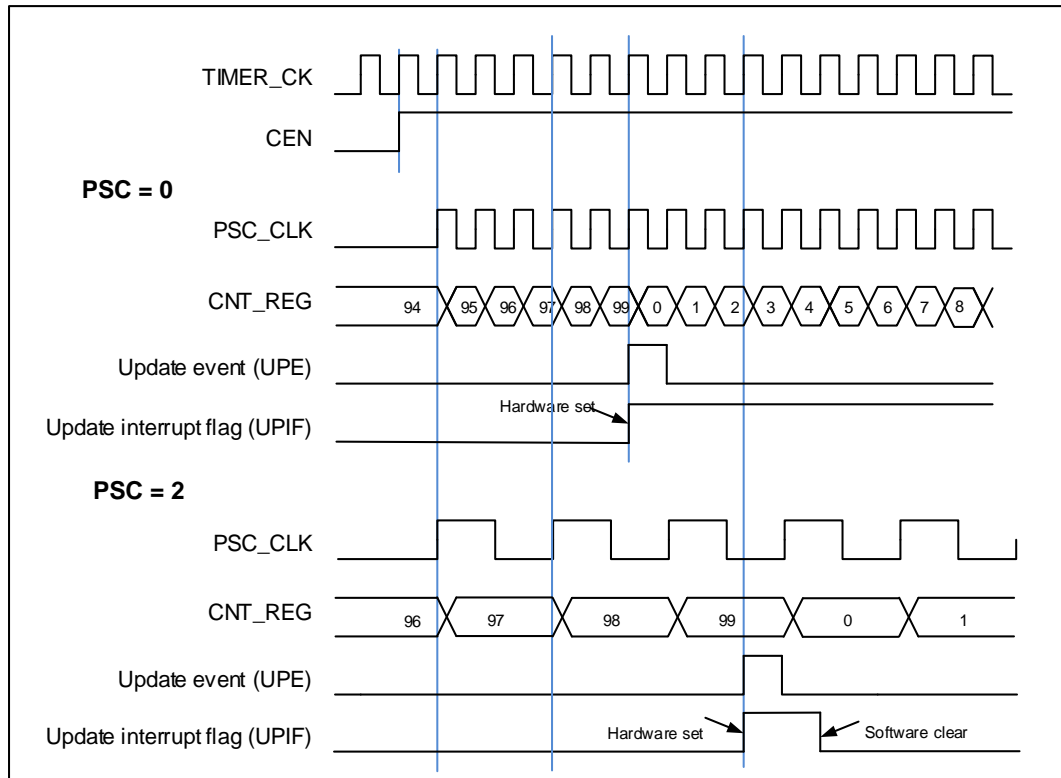 TIMER_CK
CEN
PSC = 0
PSC_CLK
CNT_REG 94 95 96 97 98 99 0 1 2 3 4 5 6 7 8
Update event (UPE)
Hardware set
Update interrupt flag (UPIF)
PSC = 2
PSC_CLK
CNT_REG 96 97 98 99 0 1
Update event (UPE)
Update interrupt flag (UPIF) Hardware set Software clear